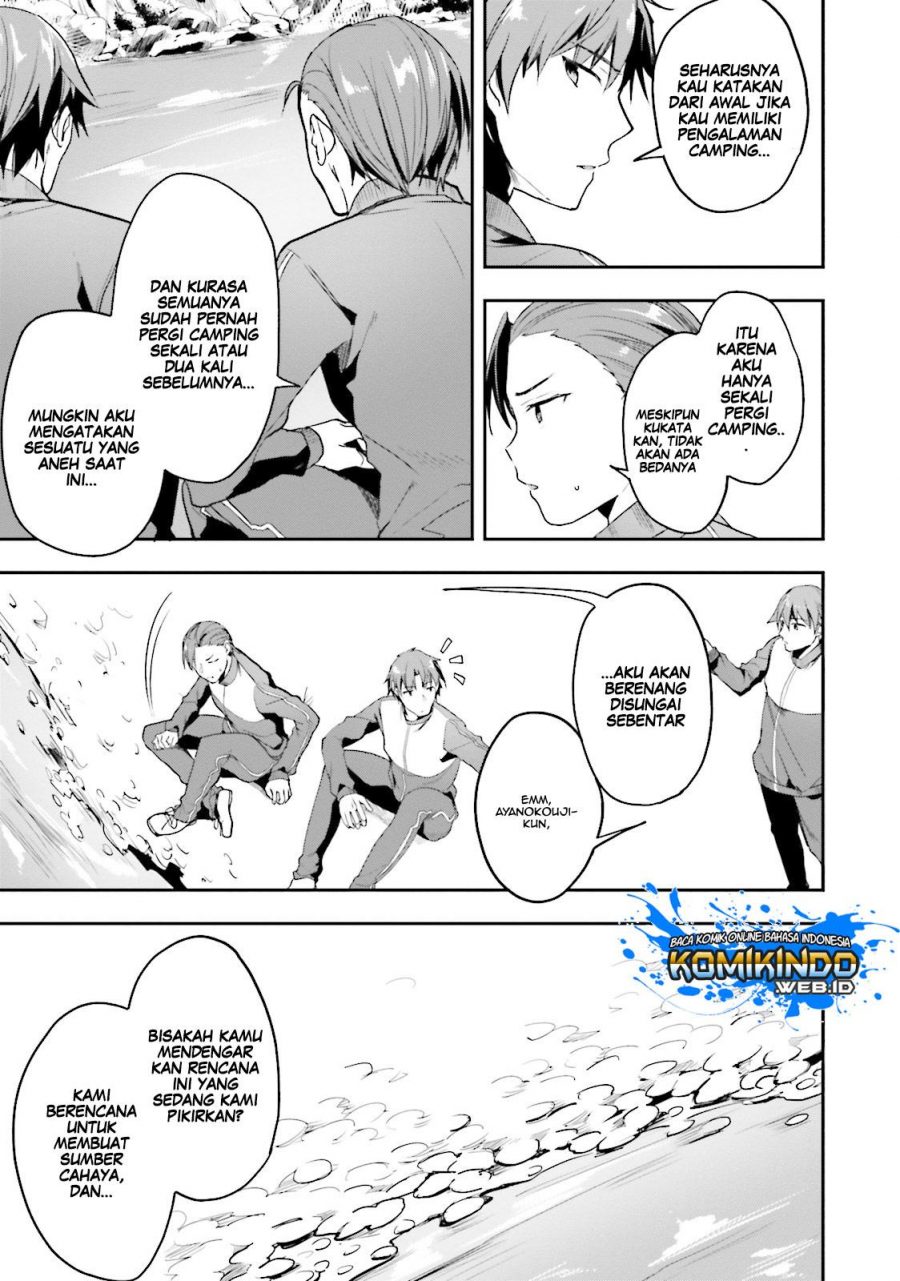 SEHARUSNYA
KAU KATAKAN
DARI AWAL JIKA
KAU MEMILIKI
PENGALAMAN
CAMPING...
ITU
KARENA
AKU
HANYA
SEKALI
PERGI
CAMPING..
MESKIPUN
KUKATA
KAN, TIDAK
AKAN ADA
BEDANYA
DAN KURASA
SEMUANYA
SUDAH PERNAH
PERGI CAMPING
SEKALI ATAU
DUA KALI
SEBELUMNYA...
MUNGKIN AKU
MENGATAKAN
SESUATU YANG
ANEH SAAT
INI...
...AKU AKAN
BERENANG
DISUNGAI
SEBENTAR
EMM,
AYANOKOUJI-
KUN,
BISAKAH KAMU
MENDENGAR
KAN RENCANA
INI YANG
SEDANG KAMI
PIKIRKAN?
KAMI
BERENCANA
UNTUK
MEMBUAT
SUMBER
CAHAYA,
DAN...
BACA KOMIK ONLINE BAHASA INDONESIA
KOMIKINDO
WEB.ID